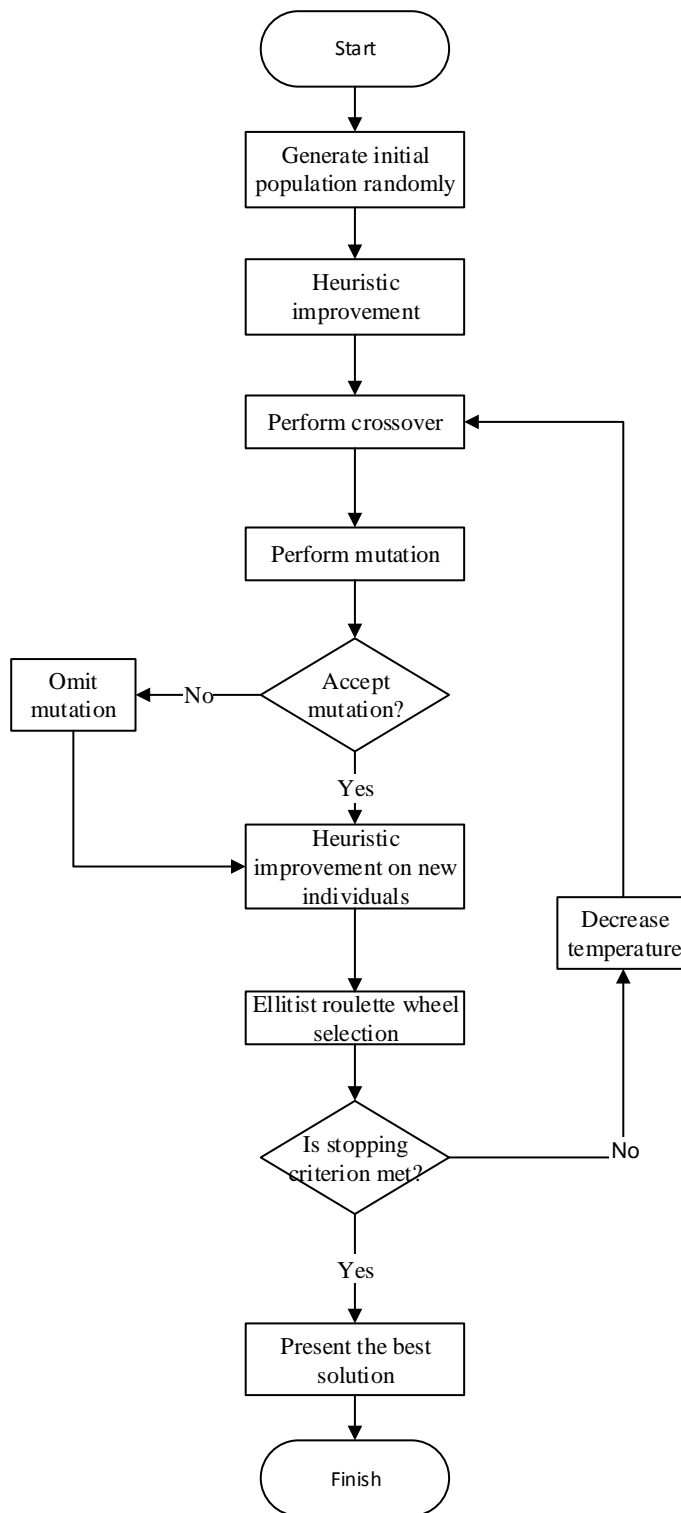 Start
Generate initial
population randomly
Heuristic
improvement
Perform crossover
Perform mutation
Omit
mutation
No
Accept
mutation?
Yes
Heuristic
improvement on new
individuals
Decrease
temperature
Ellitist roulette wheel
selection
Is stopping
criterion met?
No
Yes
Present the best
solution
Finish